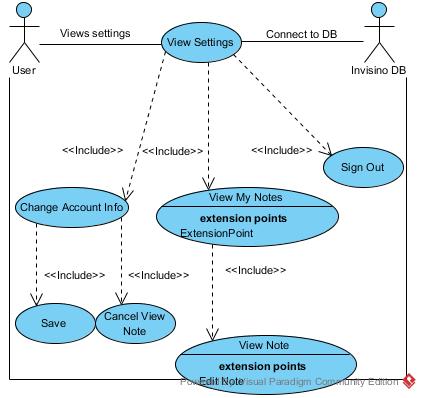 Views settings
View Settings
Connect to DB
User
Invisino DB
<<Include>>
<<Include>>
<<Include>>
Sign Out
Change Account Info
View My Notes
extension points
ExtensionPoint
<<Include>>
<<Include>>
<<Include>>
Save
Cancel View
Note
View Note
extension points
Edit Note
Powered By Visual Paradigm Community Edition